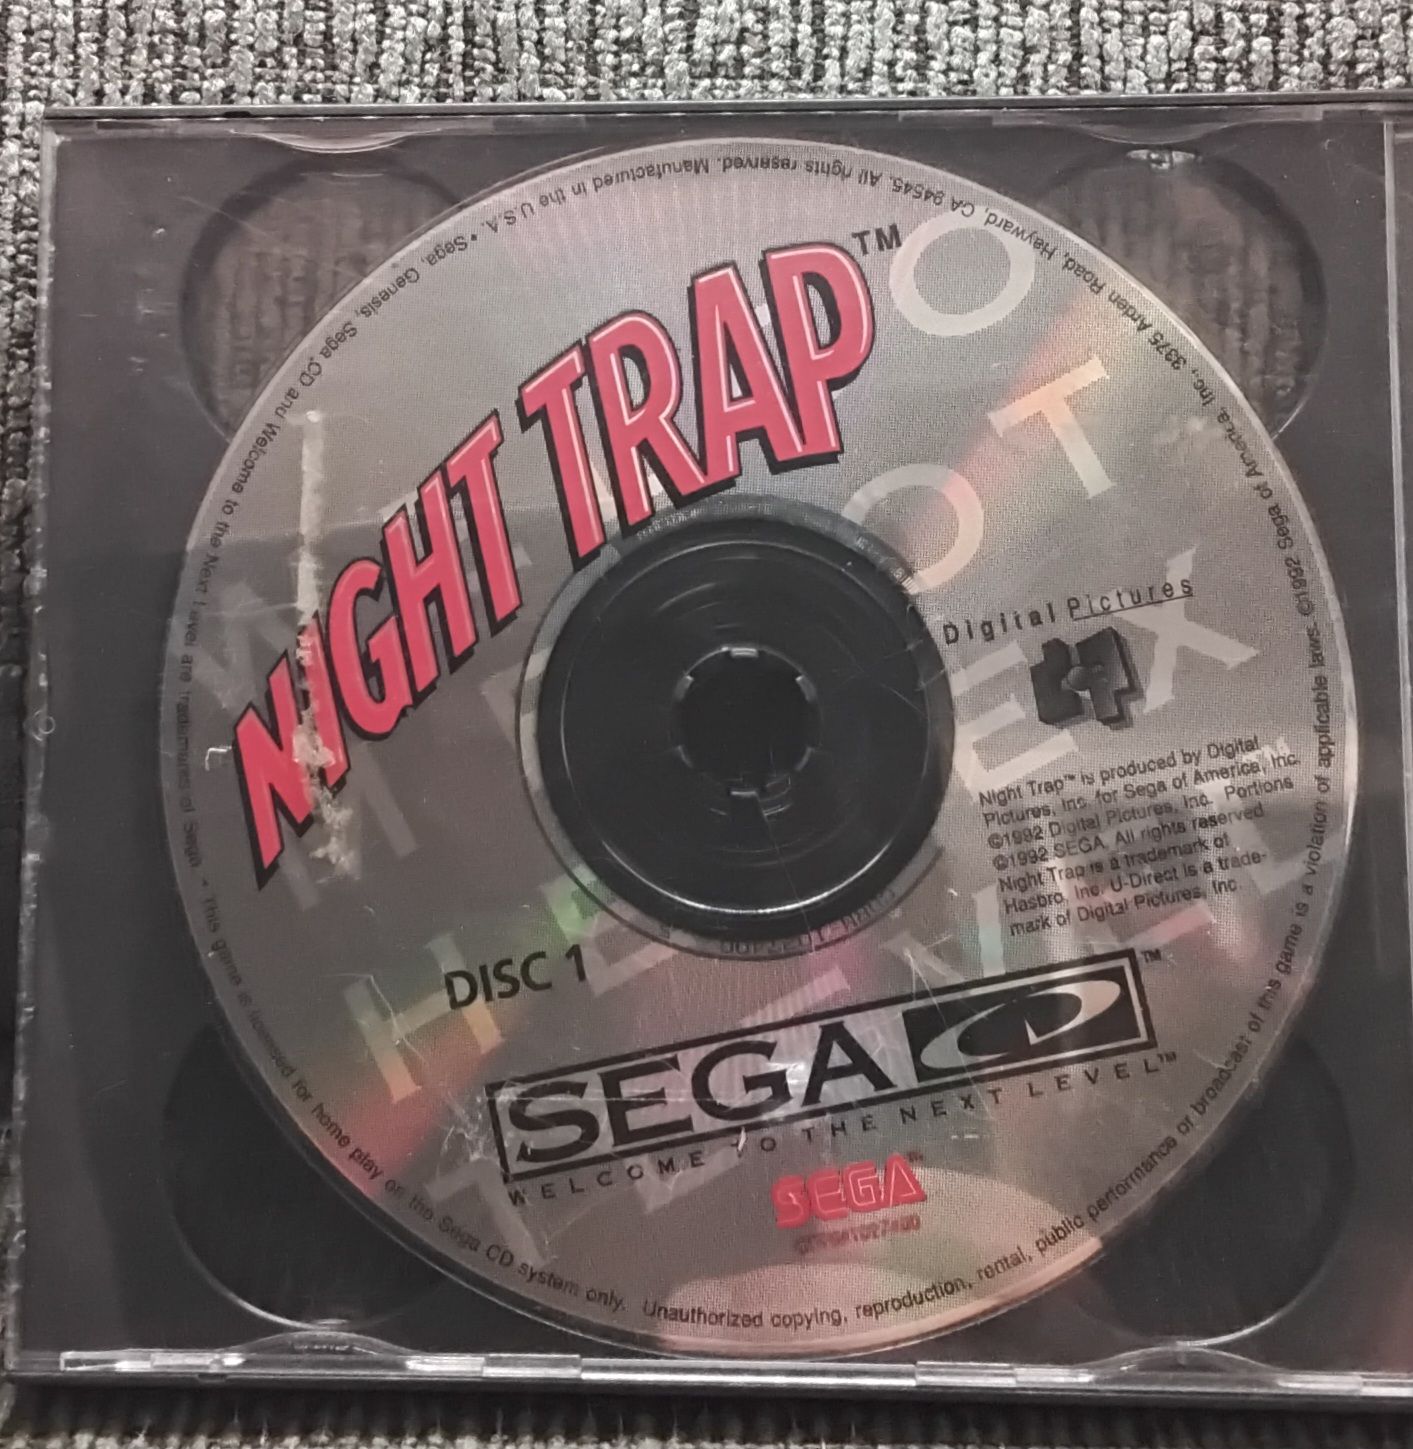 NIGHT TRAP™
Digital Pictures
Night Trap™ is produced by Digital
Pictures, Inc. for Sega of America, Inc.
©1992 Digital Pictures, Inc. Portions
©1992 SEGA, All rights reserved
Night Trap is a trademark of
Hasbro, Inc. U-Direct is a trade-
mark of Digital Pictures, Inc.
DISC 1
SEGA CD™
WELCOME TO THE NEXT LEVEL™
SEGA™
This game is licensed for home play on the Sega CD system only. Unauthorized copying, reproduction, rental, public performance or broadcast of this game is a violation of applicable laws. ©1992 Sega of America, Inc., 3375 Arden Road, Hayward, CA 94545. All rights reserved. Manufactured in the U.S.A. • Sega, Genesis, Sega CD and Welcome to the Next Level are trademarks of Sega. •